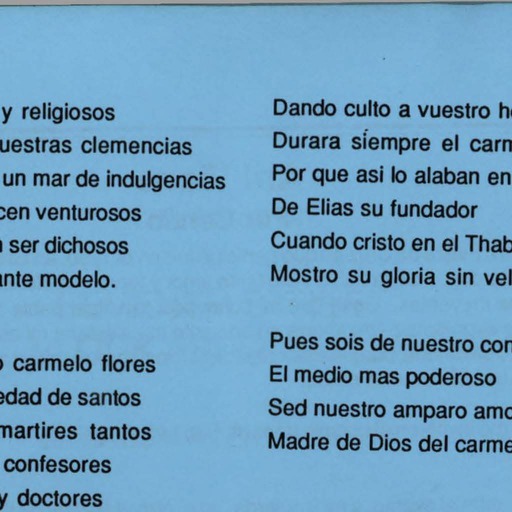 y religiosos
uestras clemencias
un mar de indulgencias
cen venturosos
ser dichosos
ante modelo.
carmelo flores
edad de santos
martires tantos
confesores
y doctores
Dando culto a vuestro h
Durara siempre el carm
Por que asi lo alaban en
De Elias su fundador
Cuando cristo en el Thab
Mostro su gloria sin vel
Pues sois de nuestro con
El medio mas poderoso
Sed nuestro amparo amo
Madre de Dios del carme